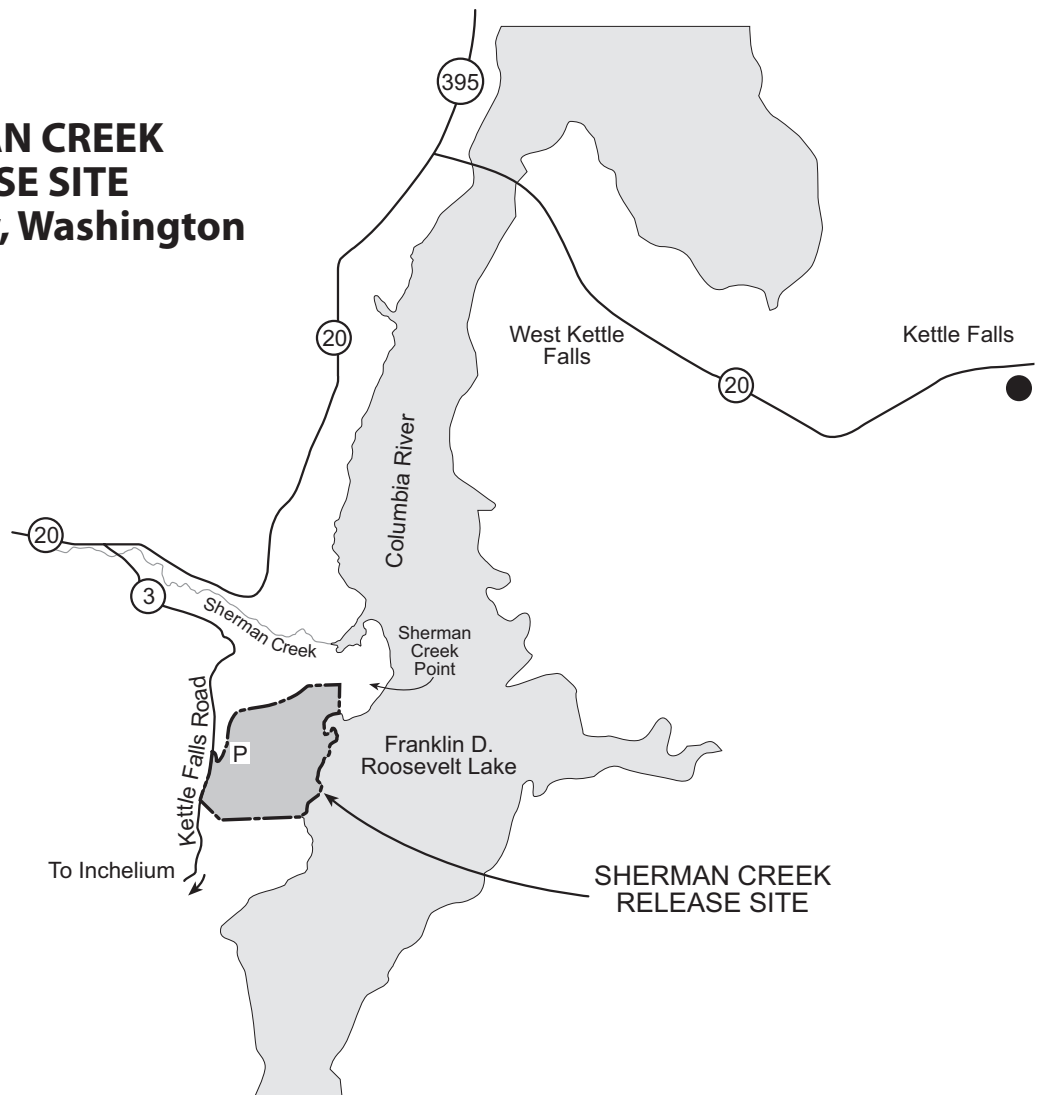 AN CREEK
SE SITE
, Washington
395
20
West Kettle
Falls
Kettle Falls
20
Columbia River
20
3
Sherman Creek
Sherman
Creek
Point
Kettle Falls Road
P
Franklin D.
Roosevelt Lake
To Inchelium
SHERMAN CREEK
RELEASE SITE